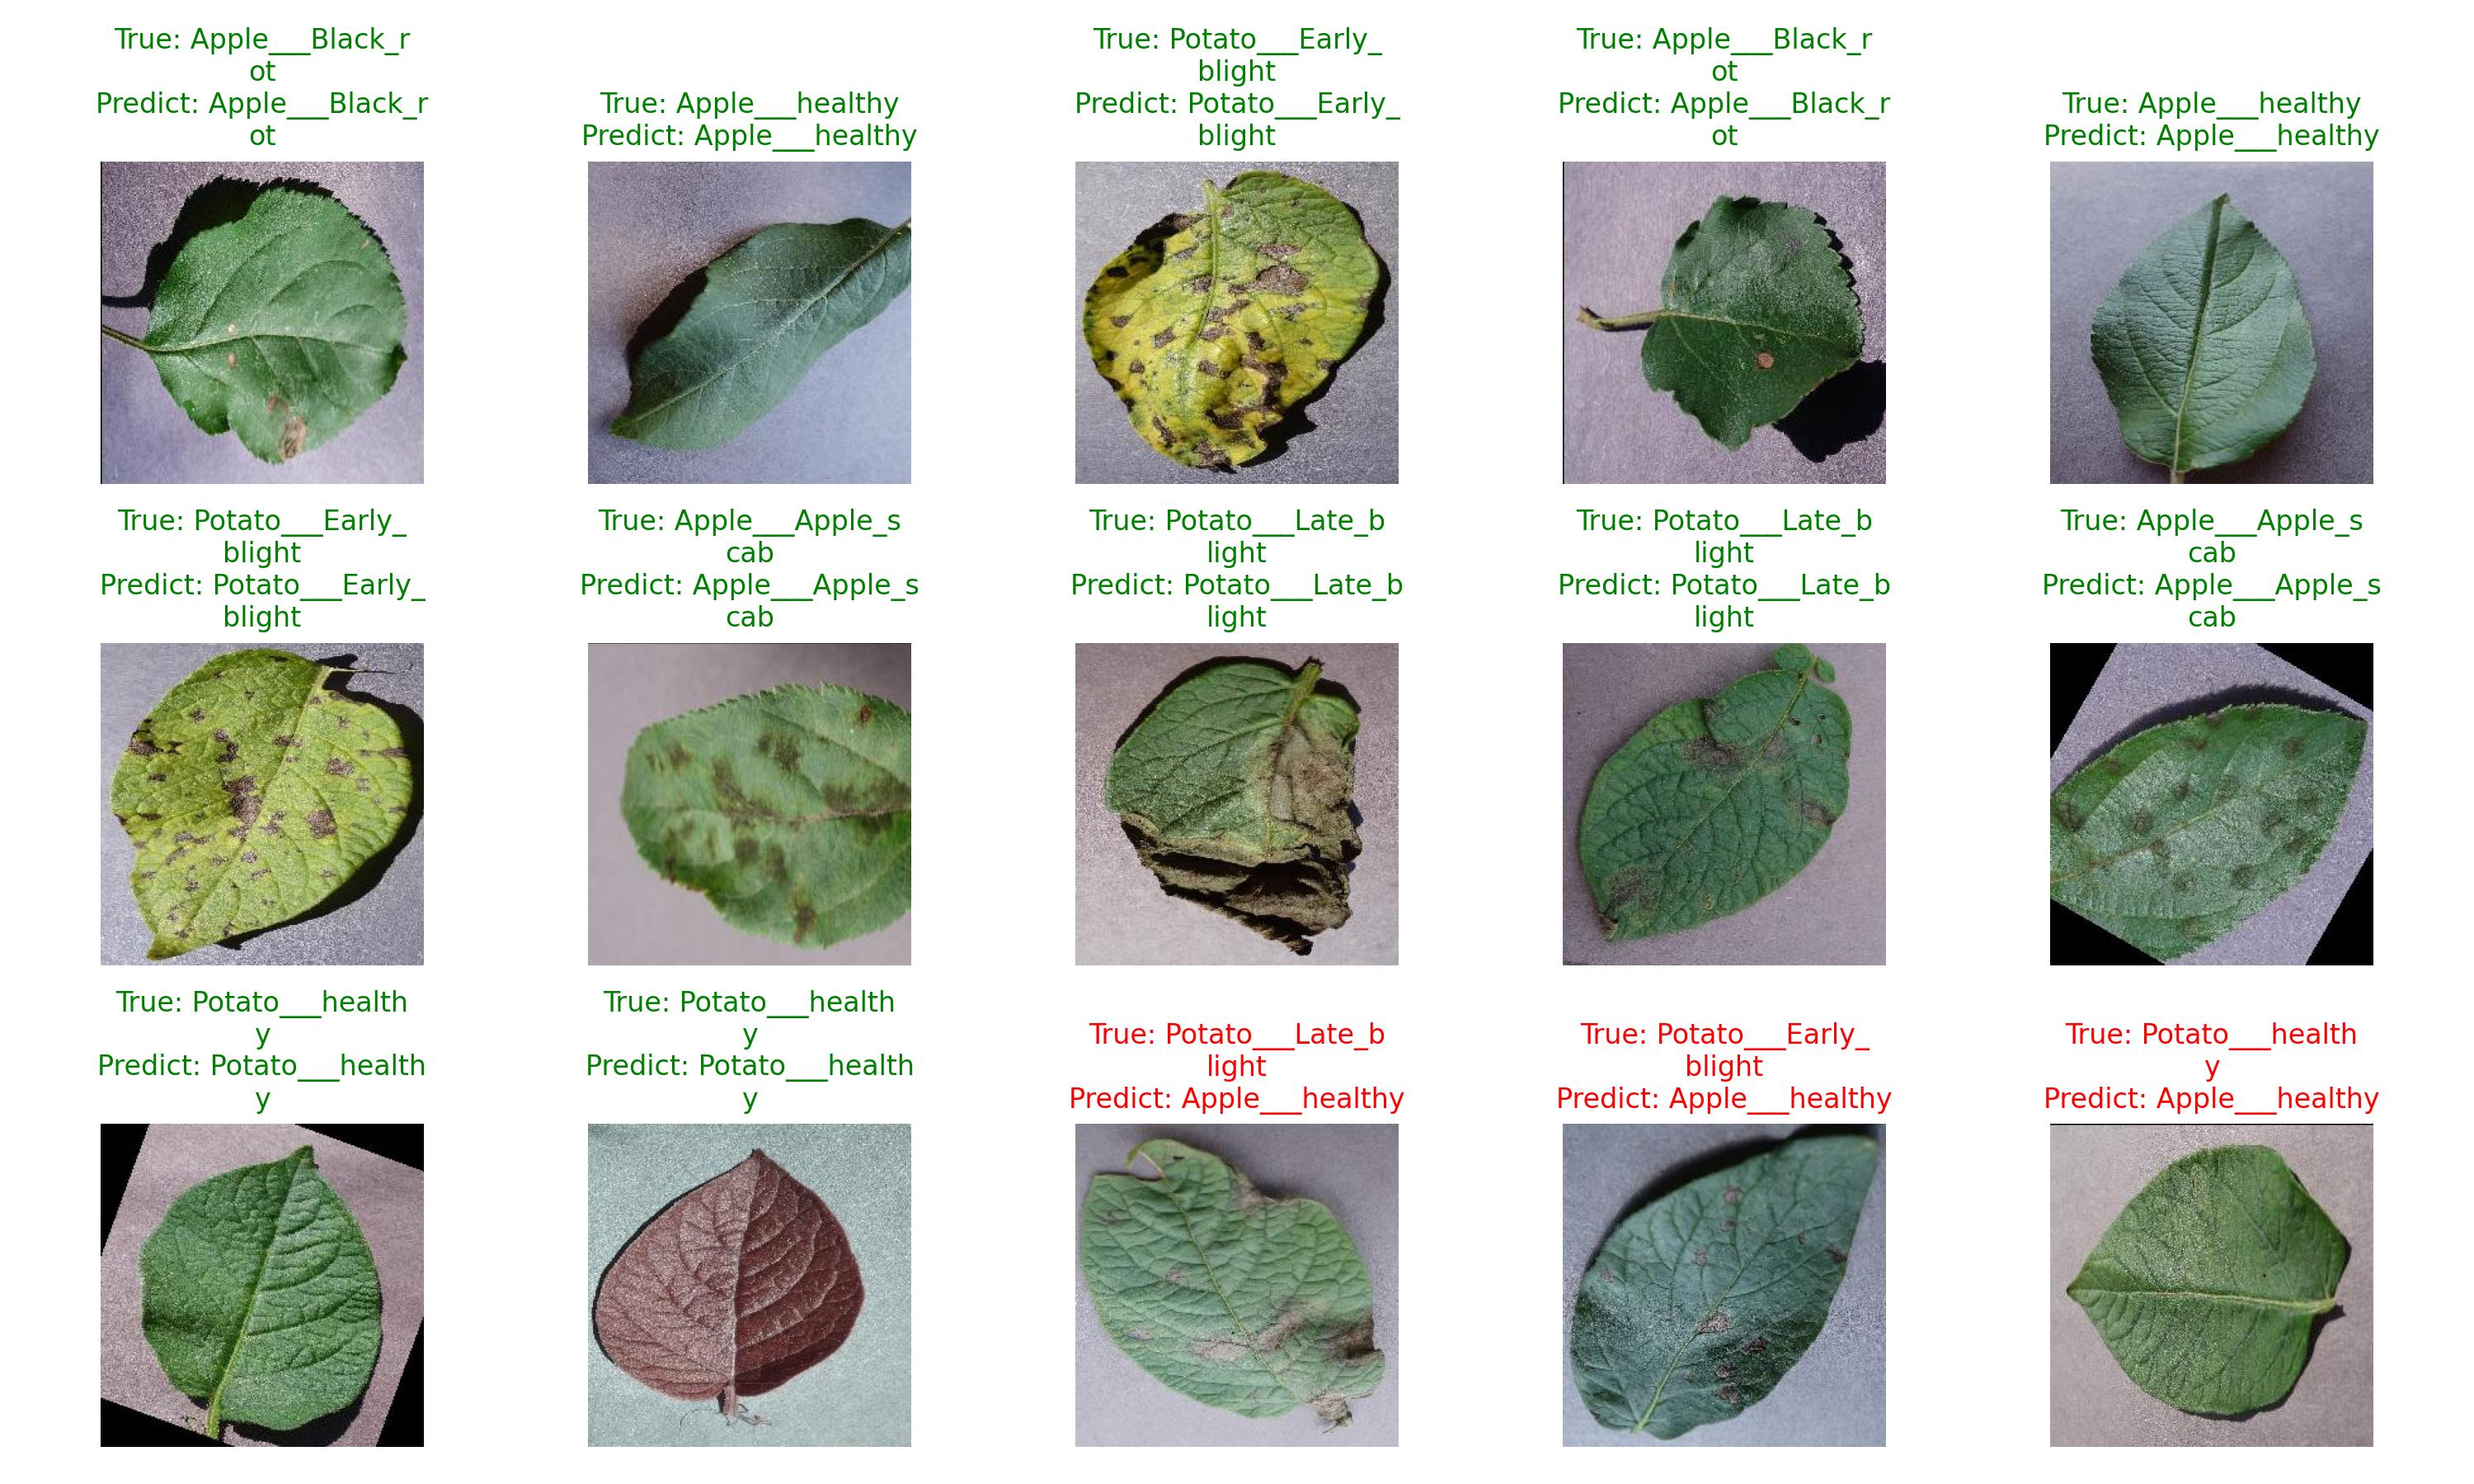 True: Apple___Black_r
ot
Predict: Apple___Black_r
ot
True: Apple___healthy
Predict: Apple___healthy
True: Potato___Early_
blight
Predict: Potato___Early_
blight
True: Apple___Black_r
ot
Predict: Apple___Black_r
ot
True: Apple___healthy
Predict: Apple___healthy
True: Potato___Early_
blight
Predict: Potato___Early_
blight
True: Apple___Apple_s
cab
Predict: Apple___Apple_s
cab
True: Potato___Late_b
light
Predict: Potato___Late_b
light
True: Potato___Late_b
light
Predict: Potato___Late_b
light
True: Apple___Apple_s
cab
Predict: Apple___Apple_s
cab
True: Potato___health
y
Predict: Potato___health
y
True: Potato___health
y
Predict: Potato___health
y
True: Potato___Late_b
light
Predict: Apple___healthy
True: Potato___Early_
blight
Predict: Apple___healthy
True: Potato___health
y
Predict: Apple___healthy